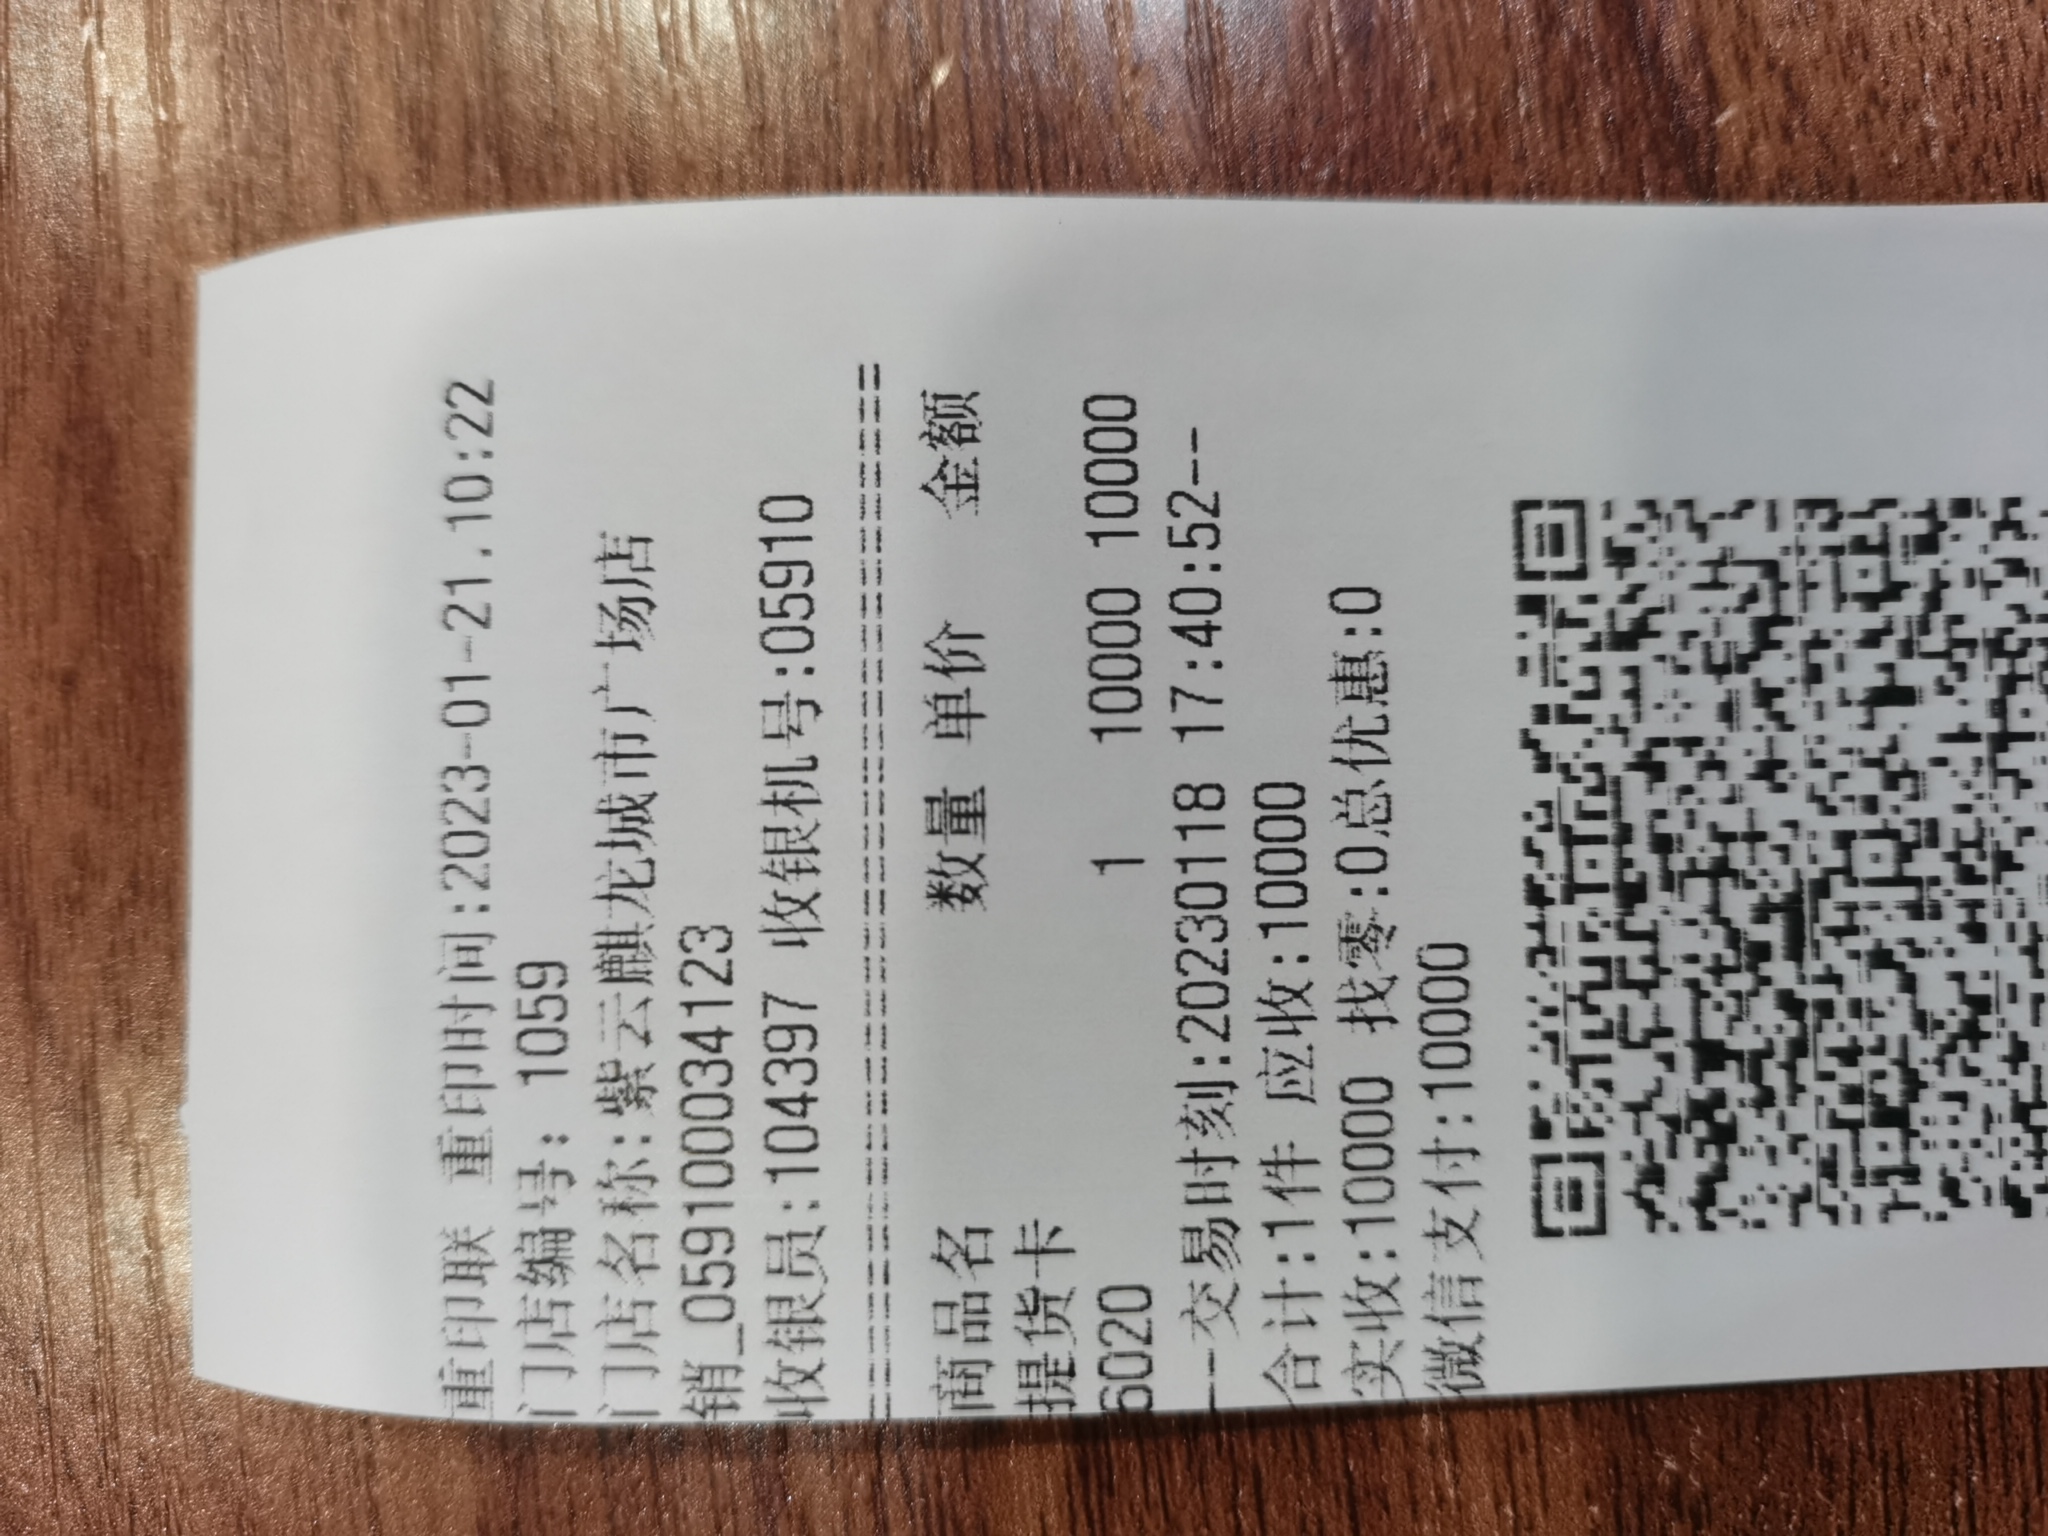 重印联 重印时间:2023-01-21.10:22
门店编号: 1059
门店名称:紫云麒龙城市广场店
销_0591000034123
收银员:104397 收银机号:05910
商品名 数量 单价 金额
提货卡
6020 1 10000 10000
--交易时刻:20230118 17:40:52--
合计:1件 应收:10000
实收:10000 找零:0总优惠:0
微信支付:10000